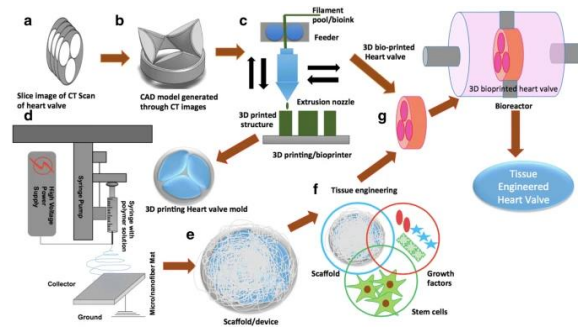 a
b
c
Filament
pool/bioink
Feeder
3D bio-printed
Heart valve
3D bioprinted heart valve
Bioreactor
Slice image of CT Scan
of heart valve
CAD model generated
through CT images
Extrusion nozzle
3D printed
structure
3D printing/bioprinter
g
d
High Voltage
Power
Supply
Syringe Pump
Syringe with
polymer solution
3D printing Heart valve mold
Tissue engineering
f
Tissue
Engineered
Heart Valve
e
Micro/nanofiber Mat
Collector
Ground
Scaffold/device
Scaffold
Growth
factors
Stem cells